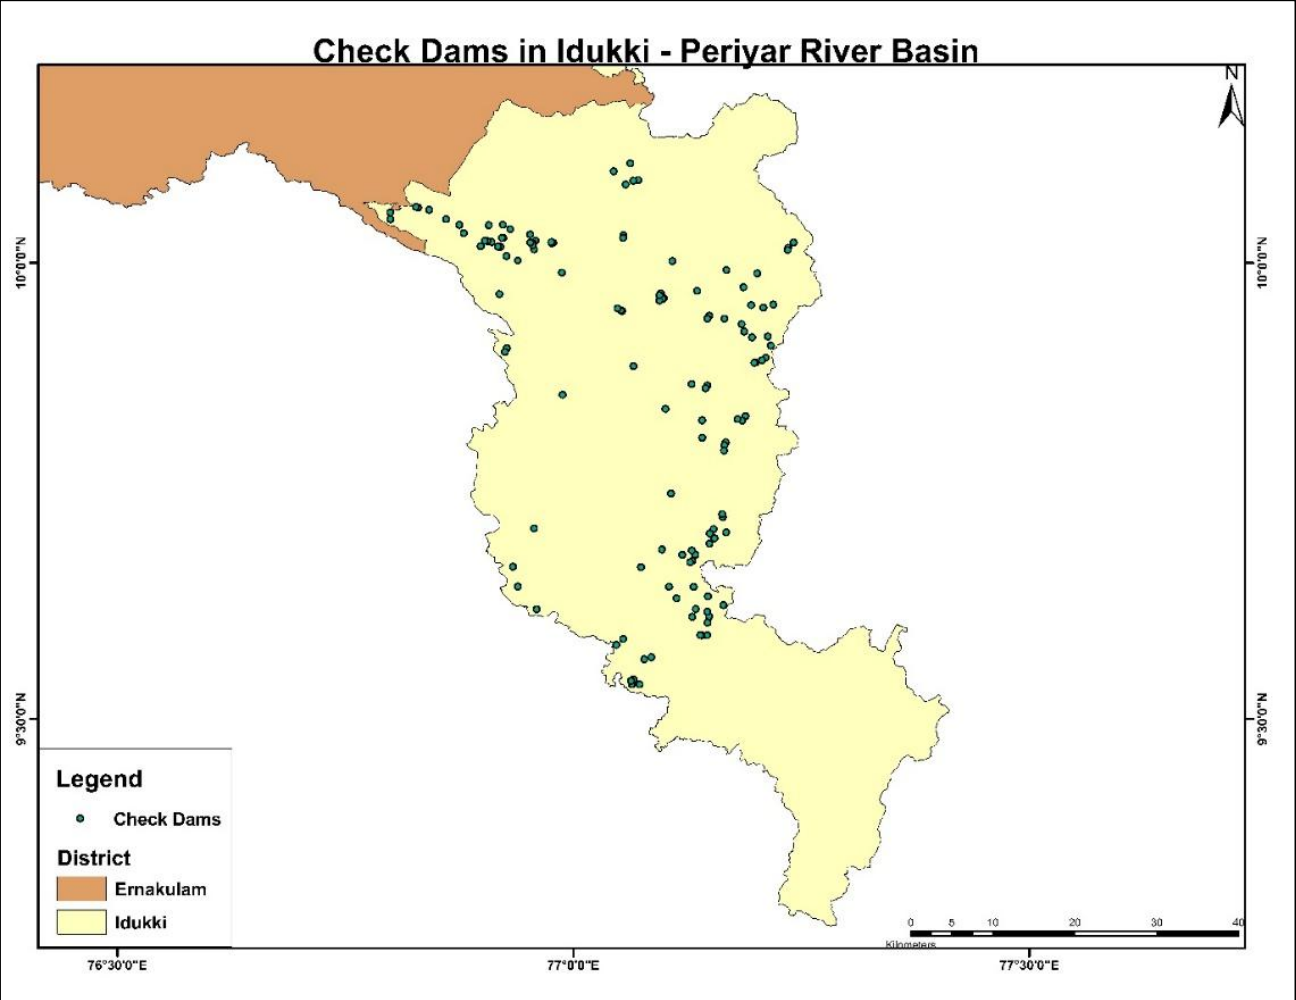 Check Dams in Idukki - Periyar River Basin
N
10°0'0"N
10°0'0"N
9°30'0"N
9°30'0"N
Legend
Check Dams
District
Ernakulam
Idukki
0 5 10 20 30 40
Kilometers
76°30'0"E 77°0'0"E 77°30'0"E